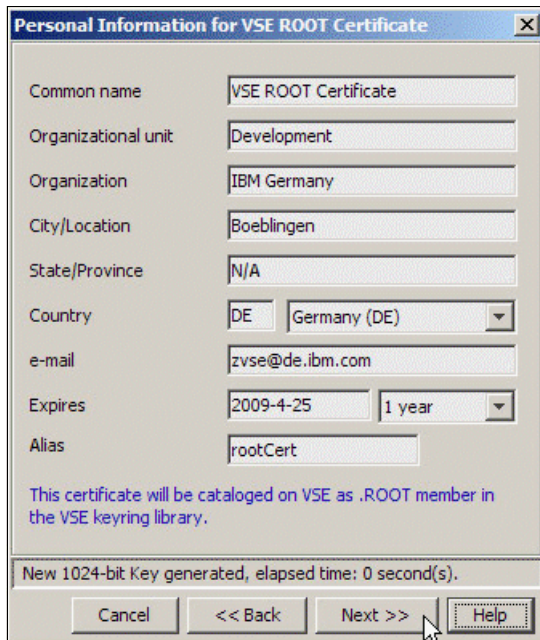 Personal Information for VSE ROOT Certificate
Common name VSE ROOT Certificate
Organizational unit Development
Organization IBM Germany
City/Location Boeblingen
State/Province N/A
Country DE Germany (DE)
e-mail zvse@de.ibm.com
Expires 2009-4-25 1 year
Alias rootCert
This certificate will be cataloged on VSE as .ROOT member in
the VSE keyring library.
New 1024-bit Key generated, elapsed time: 0 second(s).
Cancel << Back Next >> Help